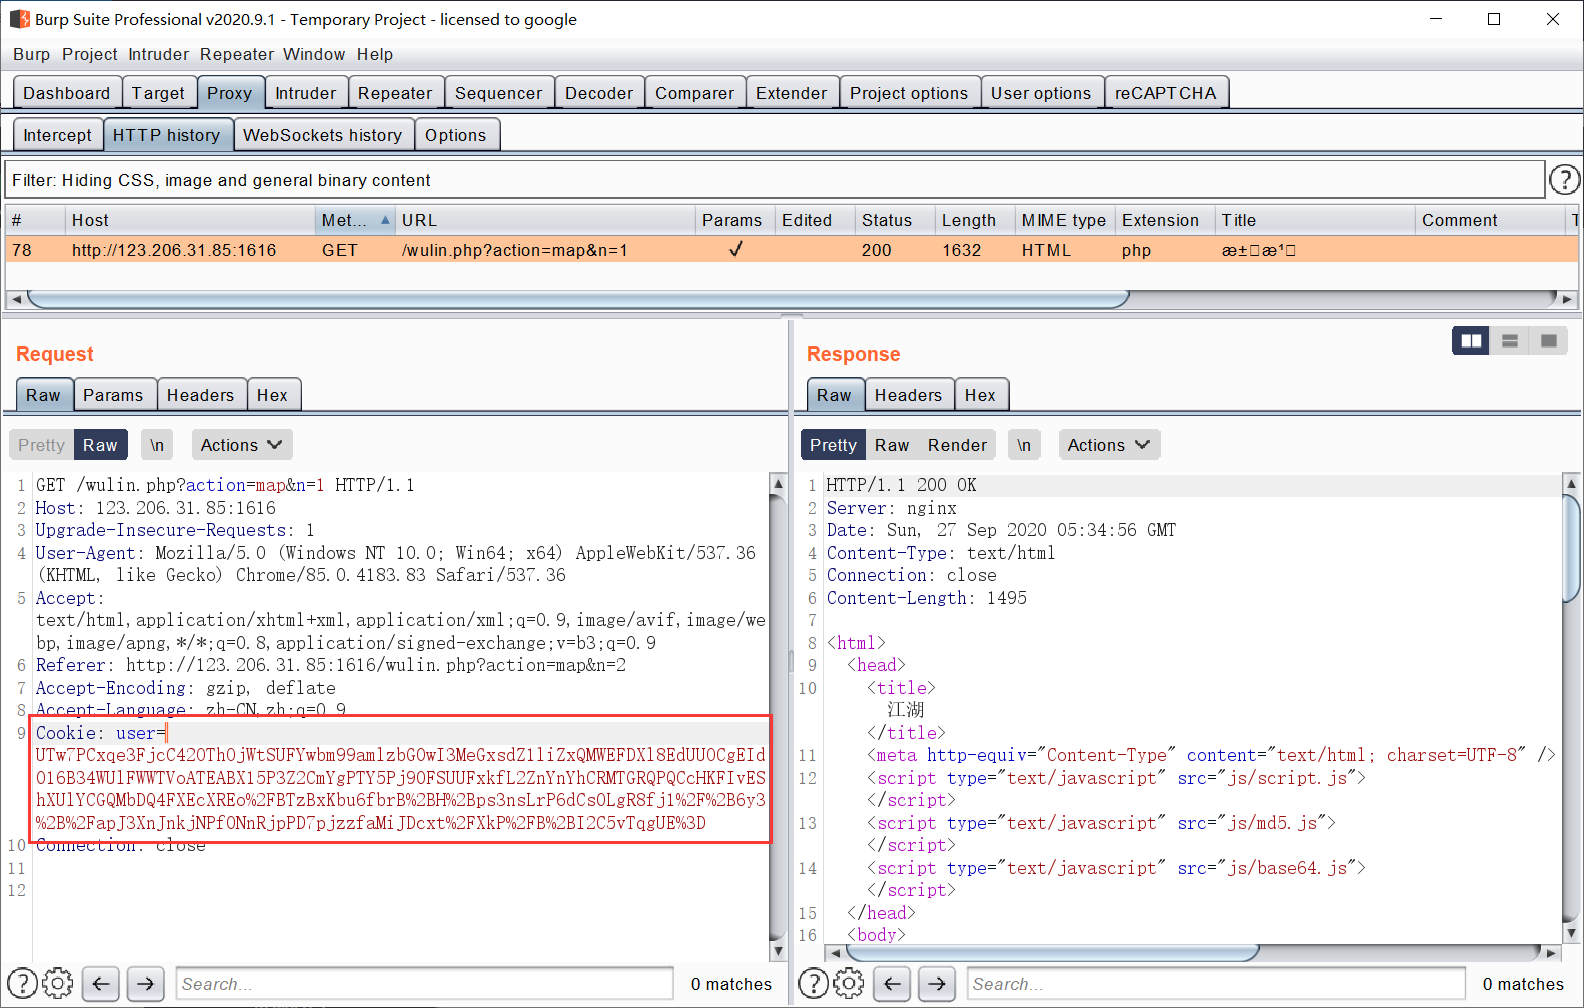 Burp Suite Professional v2020.9.1 - Temporary Project - licensed to google
Burp Project Intruder Repeater Window Help
Dashboard Target Proxy Intruder Repeater Sequencer Decoder Comparer Extender Project options User options reCAPTCHA
Intercept HTTP history WebSockets history Options
Filter: Hiding CSS, image and general binary content
# Host Met... URL Params Edited Status Length MIME type Extension Title Comment
78 http://123.206.31.85:1616 GET /wulin.php?action=map&n=1 ✓ 200 1632 HTML php æ±□æ¹□
Request
Raw Params Headers Hex
Pretty Raw \n Actions
1 GET /wulin.php?action=map&n=1 HTTP/1.1
2 Host: 123.206.31.85:1616
3 Upgrade-Insecure-Requests: 1
4 User-Agent: Mozilla/5.0 (Windows NT 10.0; Win64; x64) AppleWebKit/537.36
(KHTML, like Gecko) Chrome/85.0.4183.83 Safari/537.36
5 Accept:
text/html,application/xhtml+xml,application/xml;q=0.9,image/avif,image/we
bp,image/apng,*/*;q=0.8,application/signed-exchange;v=b3;q=0.9
6 Referer: http://123.206.31.85:1616/wulin.php?action=map&n=2
7 Accept-Encoding: gzip, deflate
8 Accept-Language: zh-CN,zh;q=0.9
9 Cookie: user=
UTw7PCxqe3FjcC42OThOjWtSUFYwbm99amlzbG0wI3MeGxsdZ1liZxQMWEFDXl8EdUU0CgEId
016B34WUlFWWTVoATEABX15P3Z2CmYgPTY5Pj9OFSUUFxkfL2ZnYnYhCRMTGRQPQCcHKFIvES
hXUlYCGQMbDQ4FXEcXREo%2FBTzBxKbu6fbrB%2BH%2Bps3nsLrP6dCsOLgR8fj1%2F%2B6y3
%2B%2FapJ3XnJnkjNPfONnRjpPD7pjzzfaMiJDcxt%2FXkP%2FB%2BI2C5vTqgUE%3D
10 Connection: close
11
12
Search...
0 matches
Response
Raw Headers Hex
Pretty Raw Render \n Actions
1 HTTP/1.1 200 OK
2 Server: nginx
3 Date: Sun, 27 Sep 2020 05:34:56 GMT
4 Content-Type: text/html
5 Connection: close
6 Content-Length: 1495
7
8 <html>
9 <head>
10 <title>
江湖
</title>
11 <meta http-equiv="Content-Type" content="text/html; charset=UTF-8" />
12 <script type="text/javascript" src="js/script.js">
</script>
13 <script type="text/javascript" src="js/md5.js">
</script>
14 <script type="text/javascript" src="js/base64.js">
</script>
15 </head>
16 <body>
Search...
0 matches